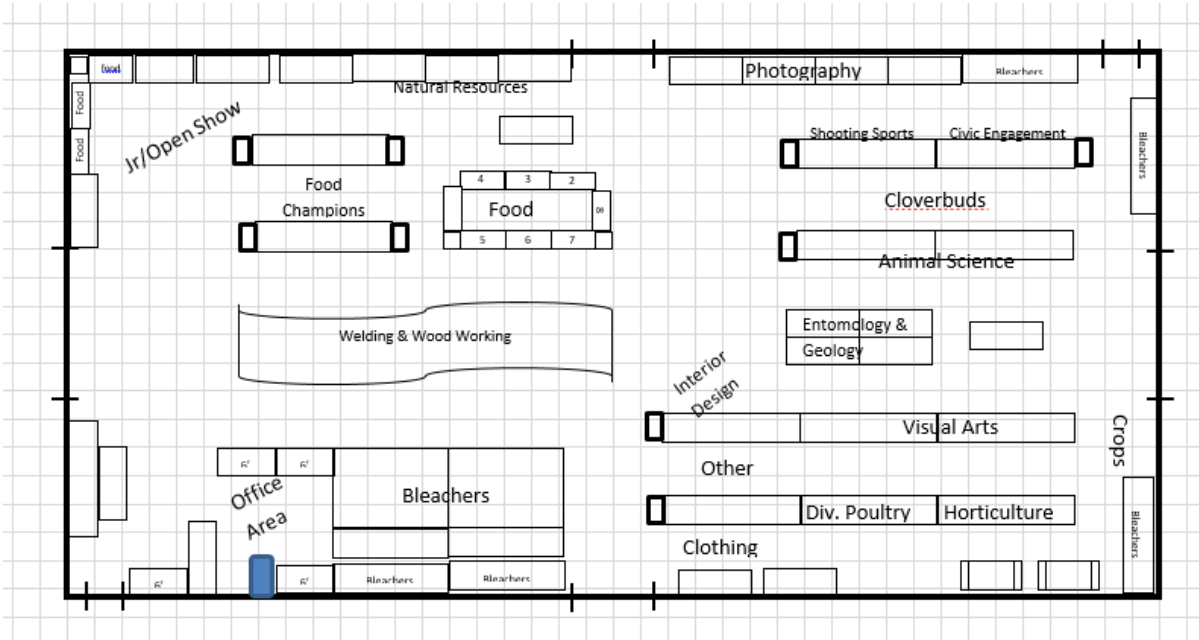 food
Natural Resources
Photography
Bleachers
Food
Food
Jr/Open Show
Shooting Sports
Civic Engagement
Bleachers
Food
Champions
4
3
2
Food
8
5
6
7
Cloverbuds
Animal Science
Welding & Wood Working
Entomology &
Geology
Interior
Design
Visual Arts
Crops
Other
6'
6'
Office
Area
Bleachers
Div. Poultry
Horticulture
Bleachers
Clothing
6'
6'
Bleachers
Bleachers